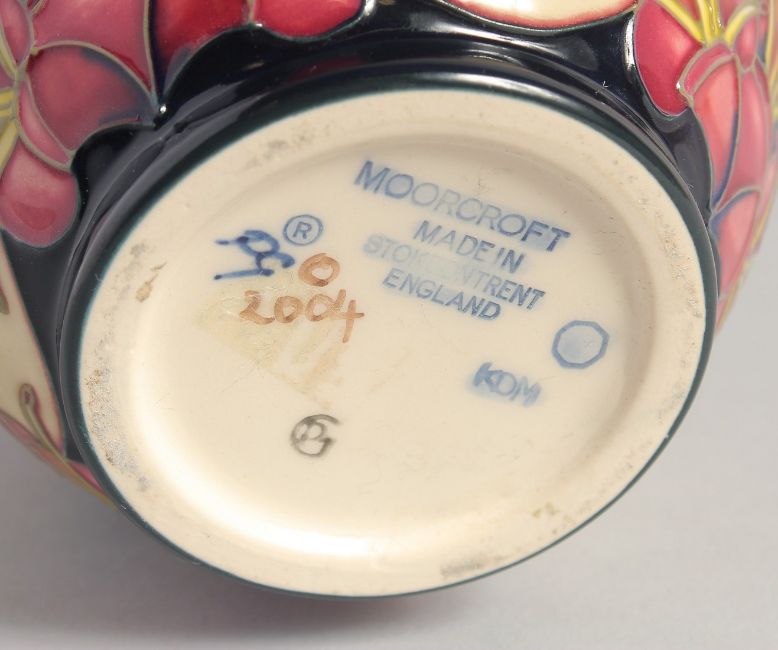 MOORCROFT
MADE IN
STOKE ON TRENT
ENGLAND
®
O
2004
KDM